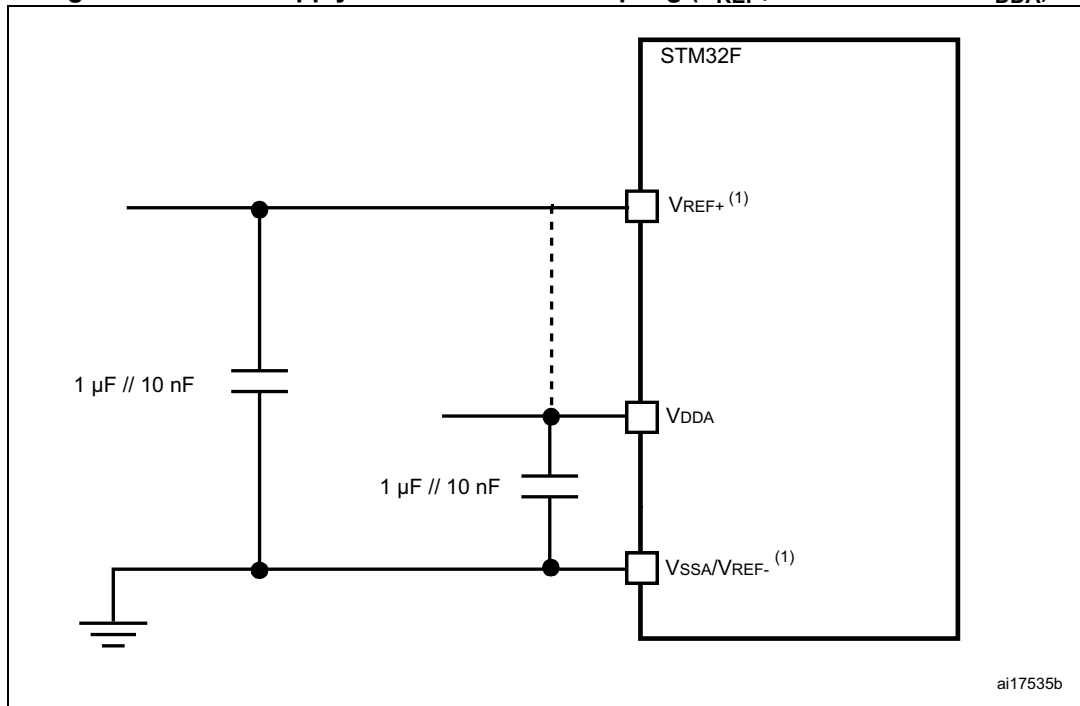 STM32F
VREF+ (1)
1 µF // 10 nF
VDDA
1 µF // 10 nF
VSSA/VREF- (1)
ai17535b